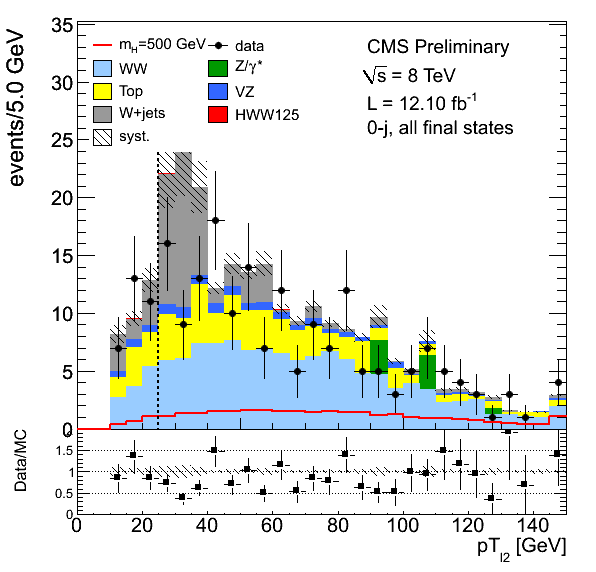 35
30
25
20
15
10
5
0
events/5.0 GeV
m_H=500 GeV
data
WW
Z/γ*
Top
VZ
W+jets
HWW125
syst.
CMS Preliminary
√s = 8 TeV
L = 12.10 fb⁻¹
0-j, all final states
1.5
1
0.5
0
Data/MC
0 20 40 60 80 100 120 140
pT_l2 [GeV]